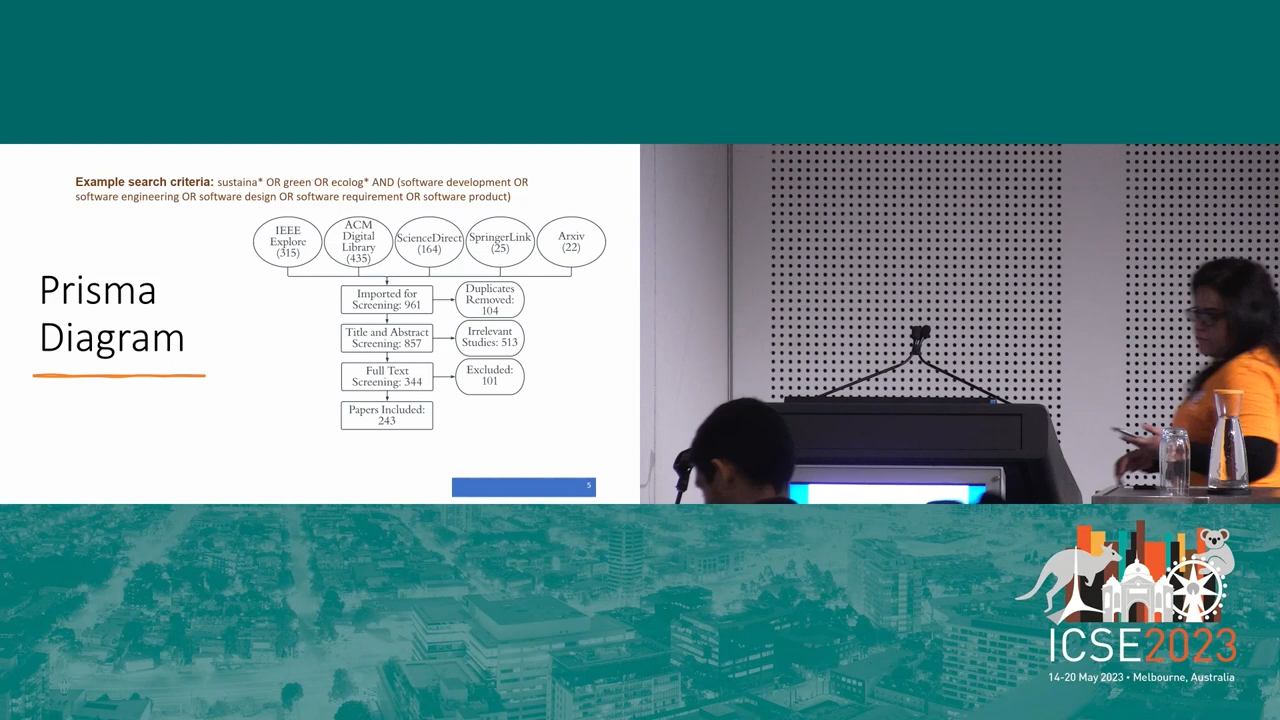 Example search criteria: sustaina* OR green OR ecolog* AND (software development OR
software engineering OR software design OR software requirement OR software product)
Prisma
Diagram
IEEE
Explore
(315)
ACM
Digital
Library
(435)
ScienceDirect
(164)
SpringerLink
(25)
Arxiv
(22)
Imported for
Screening: 961
Duplicates
Removed:
104
Title and Abstract
Screening: 857
Irrelevant
Studies: 513
Full Text
Screening: 344
Excluded:
101
Papers Included:
243
5
ICSE2023
14-20 May 2023 • Melbourne, Australia